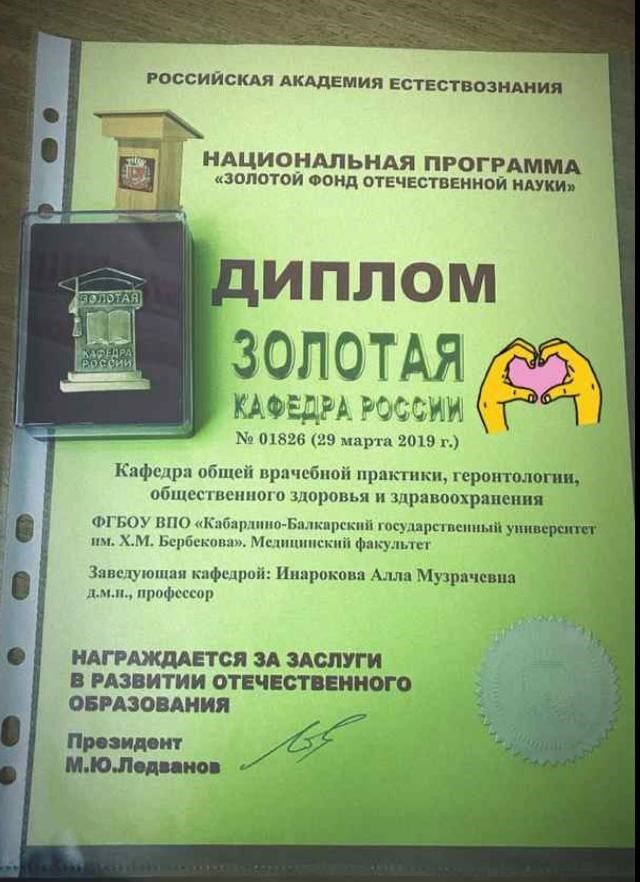 РОССИЙСКАЯ АКАДЕМИЯ ЕСТЕСТВОЗНАНИЯ
НАЦИОНАЛЬНАЯ ПРОГРАММА
«ЗОЛОТОЙ ФОНД ОТЕЧЕСТВЕННОЙ НАУКИ»
ЗОЛОТАЯ
КАФЕДРА
РОССИИ
ДИПЛОМ
ЗОЛОТАЯ
КАФЕДРА РОССИИ
№ 01826 (29 марта 2019 г.)
Кафедра общей врачебной практики, геронтологии,
общественного здоровья и здравоохранения
ФГБОУ ВПО «Кабардино-Балкарский государственный университет
им. Х.М. Бербекова». Медицинский факультет
Заведующая кафедрой: Инарокова Алла Музрачевна
д.м.н., профессор
НАГРАЖДАЕТСЯ ЗА ЗАСЛУГИ
В РАЗВИТИИ ОТЕЧЕСТВЕННОГО
ОБРАЗОВАНИЯ
Президент
М.Ю.Ледванов